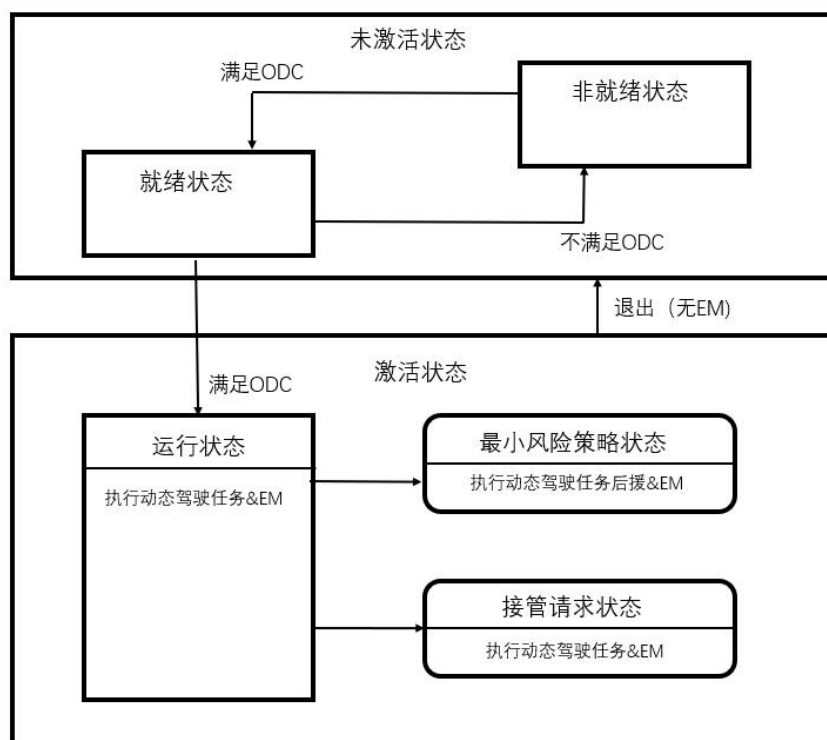 未激活状态
满足ODC
非就绪状态
就绪状态
不满足ODC
退出（无EM)
激活状态
满足ODC
运行状态
执行动态驾驶任务&EM
最小风险策略状态
执行动态驾驶任务后援&EM
接管请求状态
执行动态驾驶任务&EM